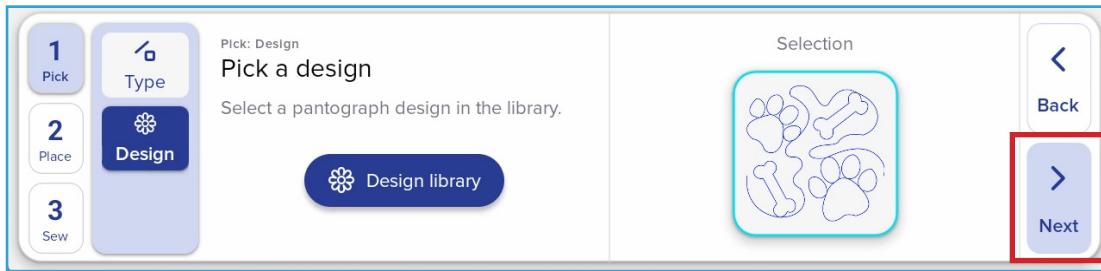 1
Pick
2
Place
3
Sew
Type
Design
Pick: Design
Pick a design
Select a pantograph design in the library.
Design library
Selection
Back
Next